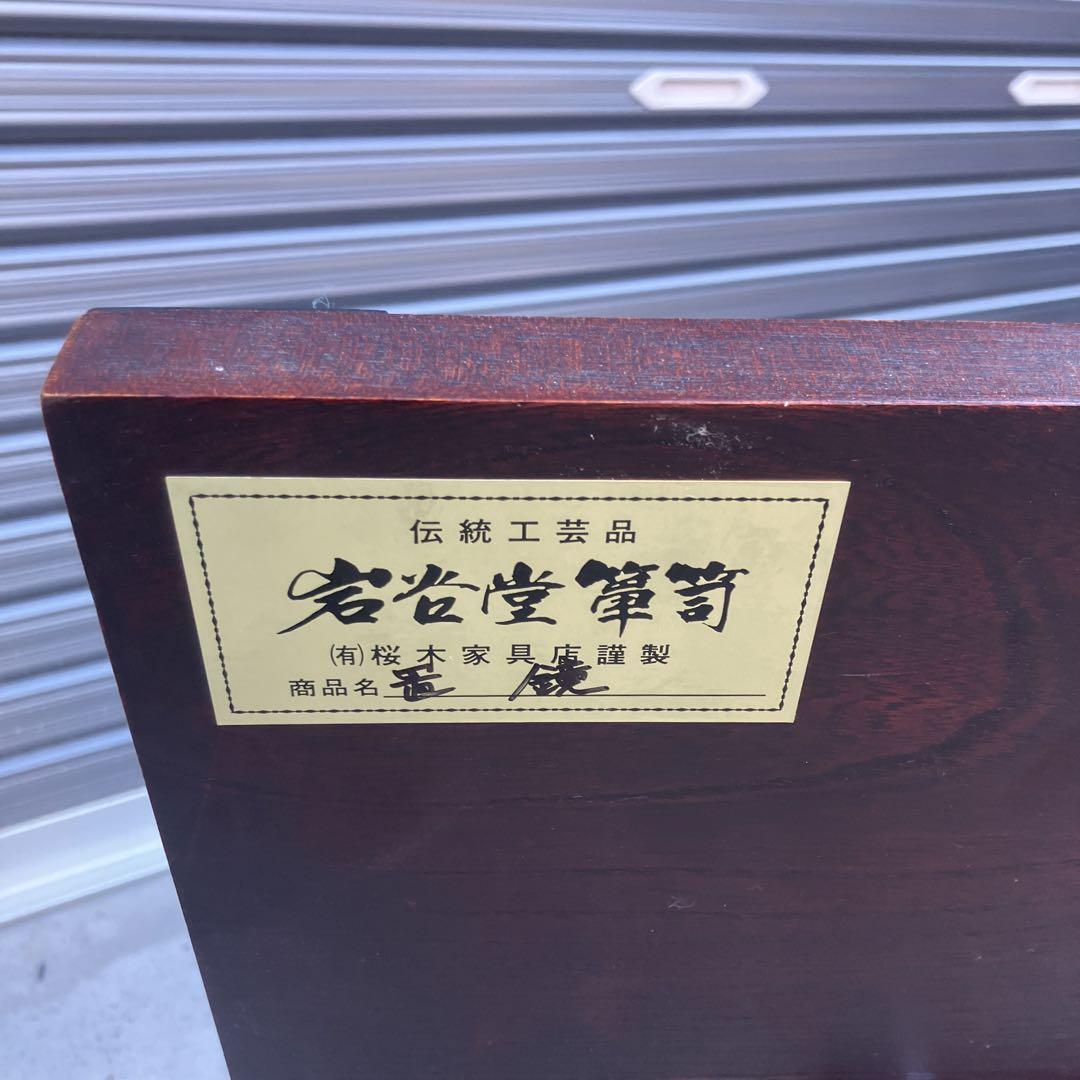 伝統工芸品
岩谷堂箪笥
(有)桜木家具店謹製
商品名 置鏡